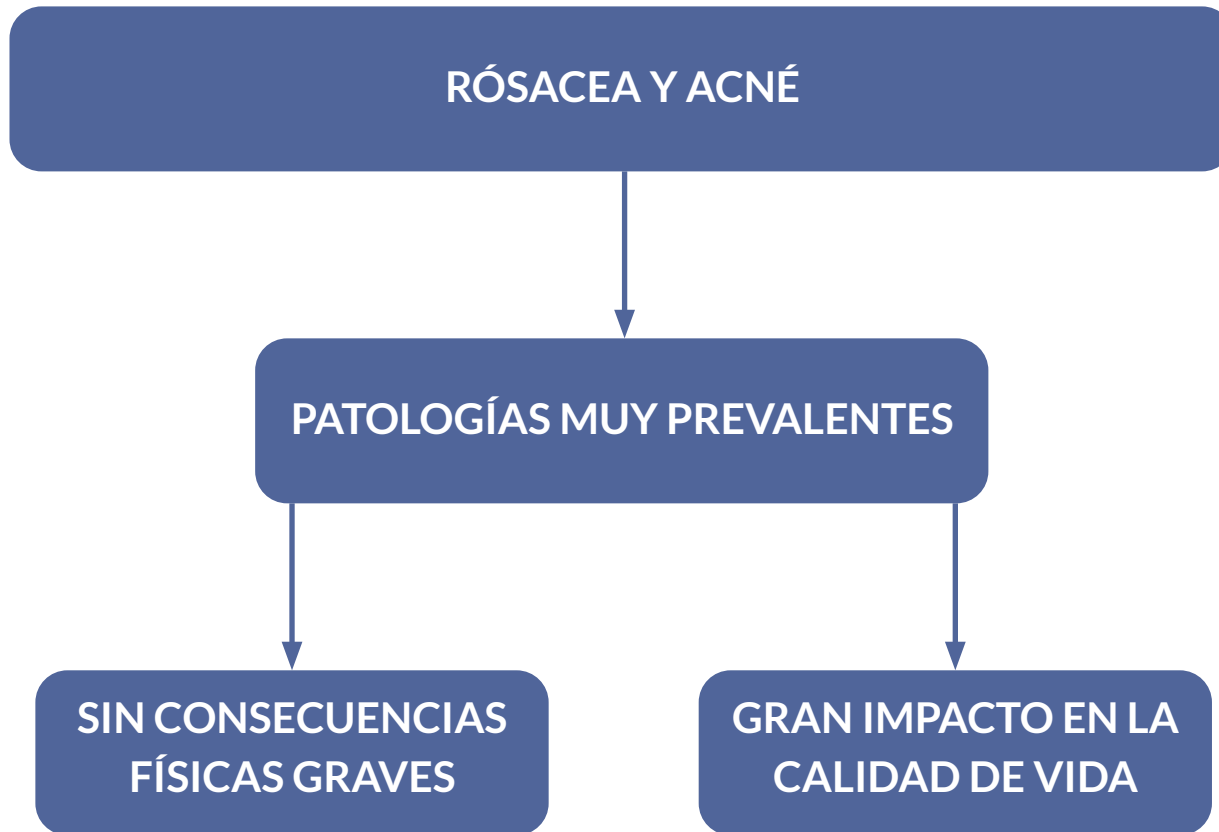 RÓSACEA Y ACNÉ
PATOLOGÍAS MUY PREVALENTES
SIN CONSECUENCIAS
FÍSICAS GRAVES
GRAN IMPACTO EN LA
CALIDAD DE VIDA